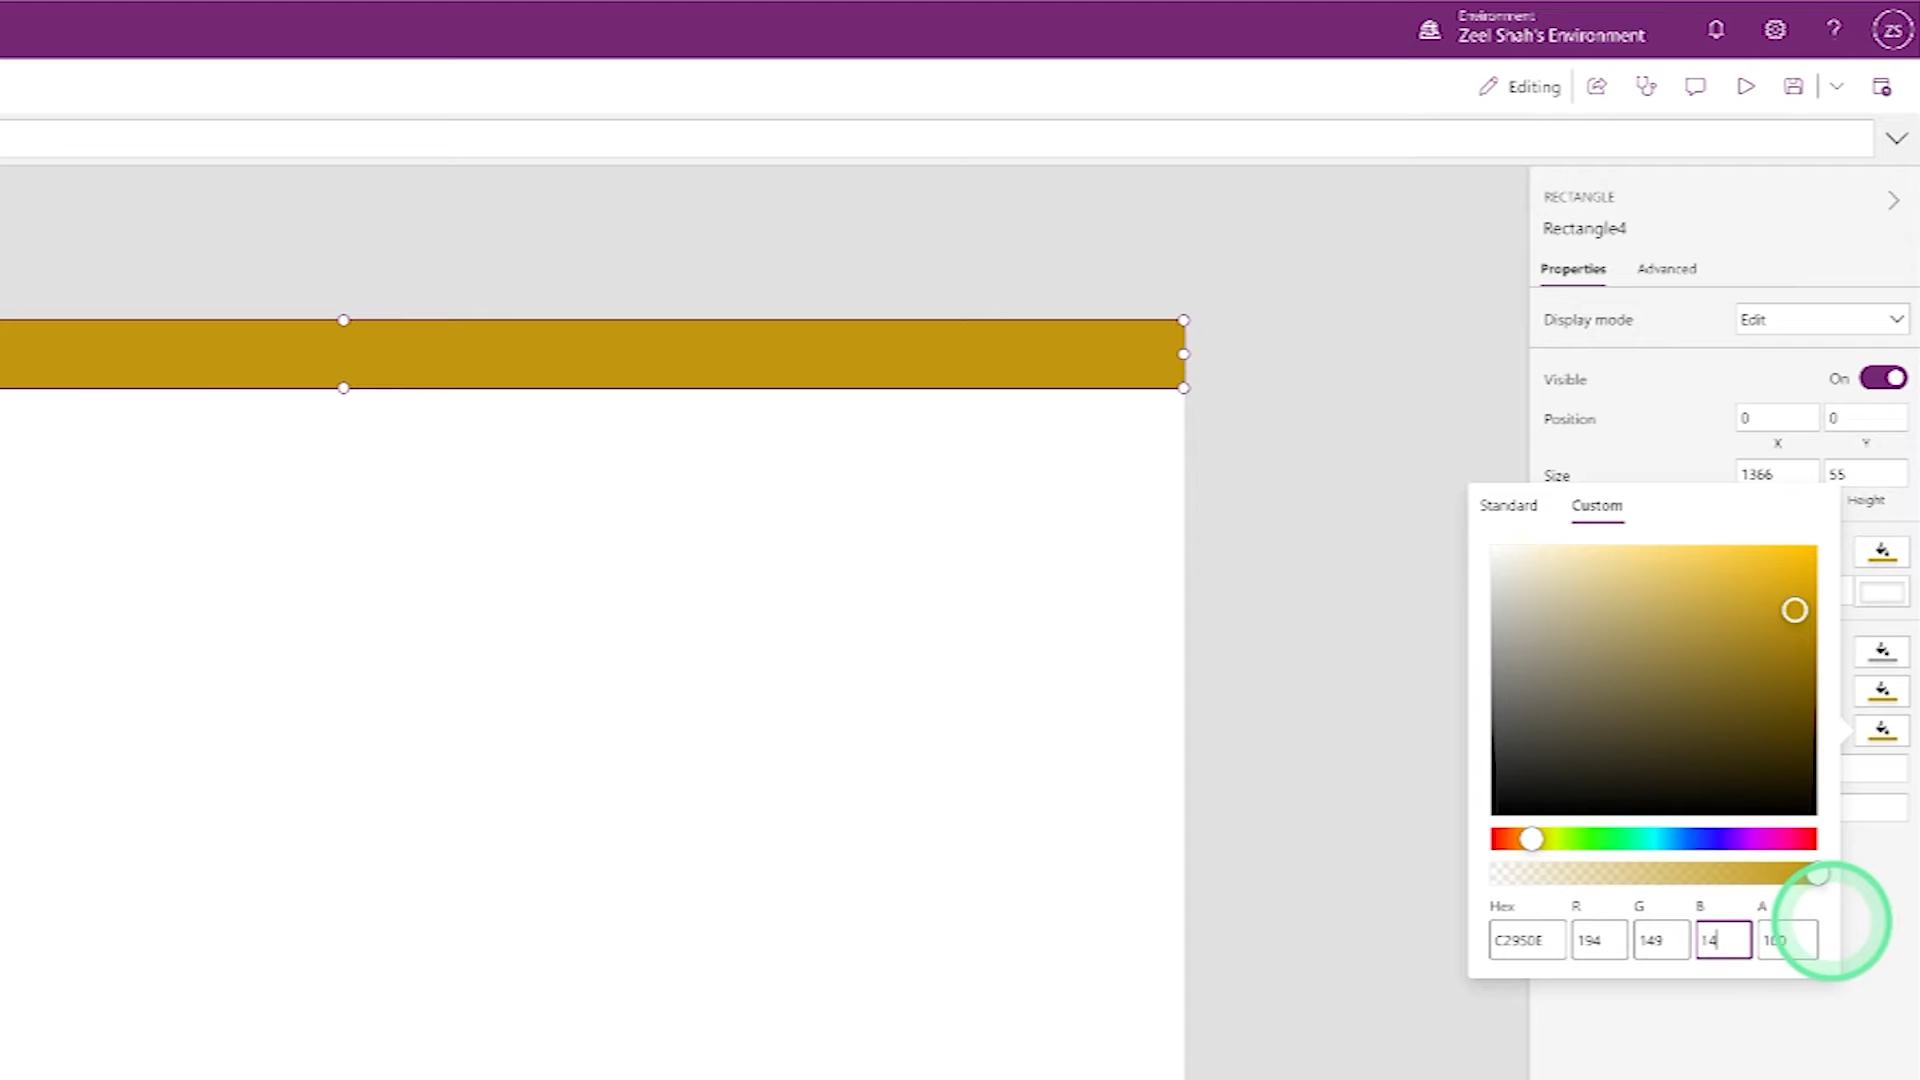 Environment
Zeel Shah's Environment
ZS
Editing
RECTANGLE
Rectangle4
Properties Advanced
Display mode Edit
Visible On
Position 0 0
X Y
Size 1366 55
Height
Standard Custom
Hex R G B A
C2950E 194 149 14 100